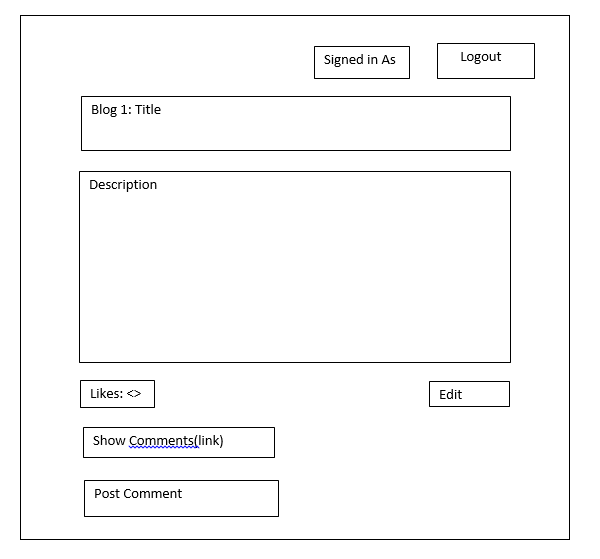 Signed in As
Logout
Blog 1: Title
Description
Likes: <>
Edit
Show Comments(link)
Post Comment